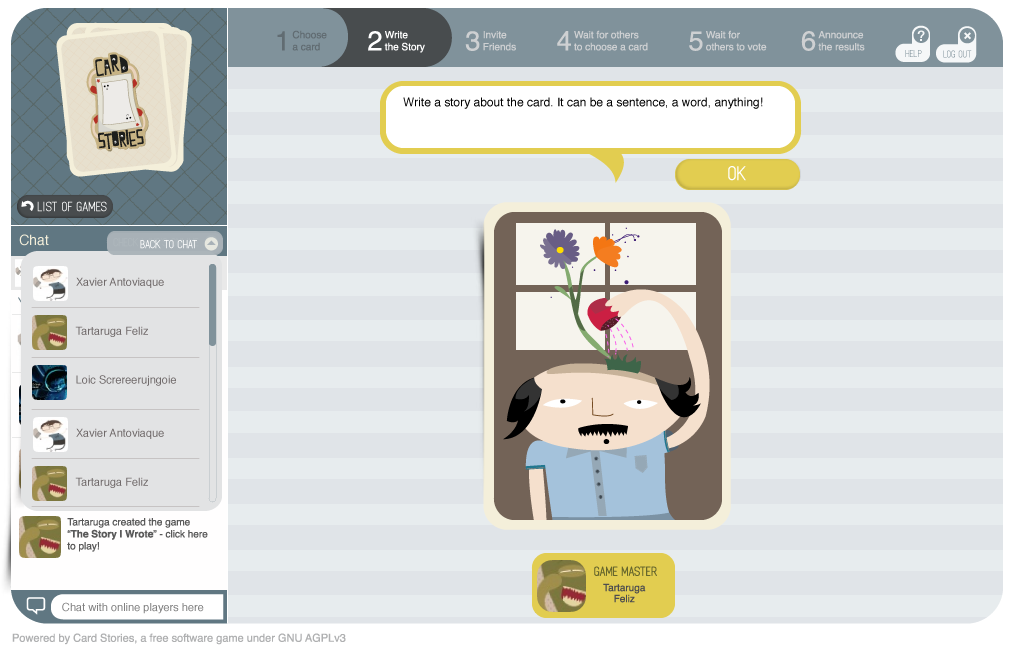 CARD
STORIES
LIST OF GAMES
1 Choose
a card
2 Write
the Story
3 Invite
Friends
4 Wait for others
to choose a card
5 Wait for
others to vote
6 Announce
the results
?
HELP
LOG OUT
Write a story about the card. It can be a sentence, a word, anything!
OK
Chat
BACK TO CHAT
Xavier Antoviaque
Tartaruga Feliz
Loic Screreerujngoie
Xavier Antoviaque
Tartaruga Feliz
Tartaruga created the game
"The Story I Wrote" - click here
to play!
Chat with online players here
GAME MASTER
Tartaruga
Feliz
Powered by Card Stories, a free software game under GNU AGPLv3